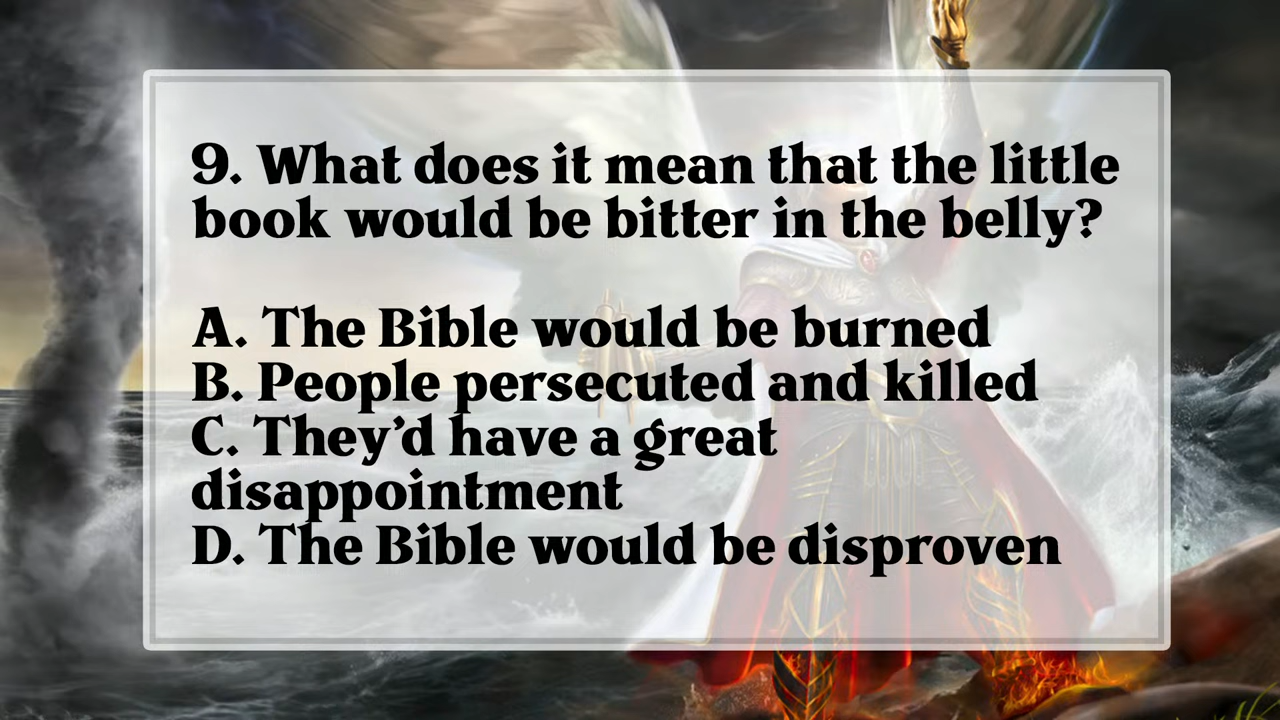 9. What does it mean that the little
book would be bitter in the belly?
A. The Bible would be burned
B. People persecuted and killed
C. They’d have a great
disappointment
D. The Bible would be disproven